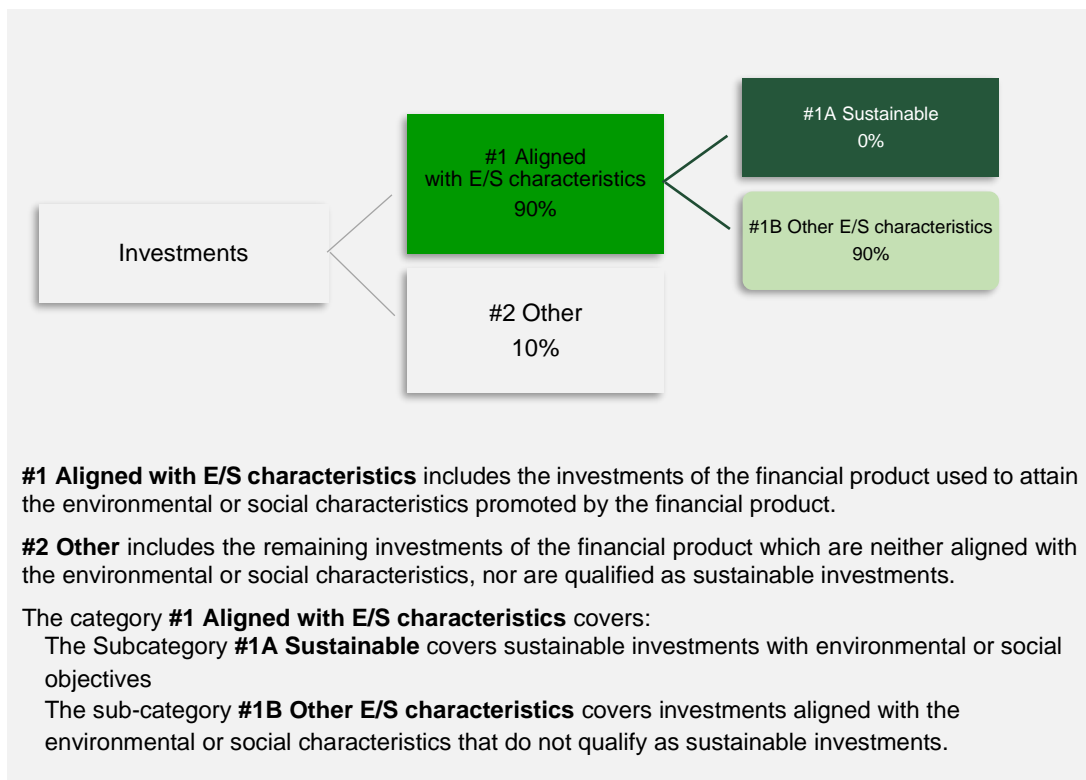 #1A Sustainable
0%
#1 Aligned
with E/S characteristics
90%
#1B Other E/S characteristics
90%
Investments
#2 Other
10%
#1 Aligned with E/S characteristics includes the investments of the financial product used to attain
the environmental or social characteristics promoted by the financial product.
#2 Other includes the remaining investments of the financial product which are neither aligned with
the environmental or social characteristics, nor are qualified as sustainable investments.
The category #1 Aligned with E/S characteristics covers:
The Subcategory #1A Sustainable covers sustainable investments with environmental or social
objectives
The sub-category #1B Other E/S characteristics covers investments aligned with the
environmental or social characteristics that do not qualify as sustainable investments.